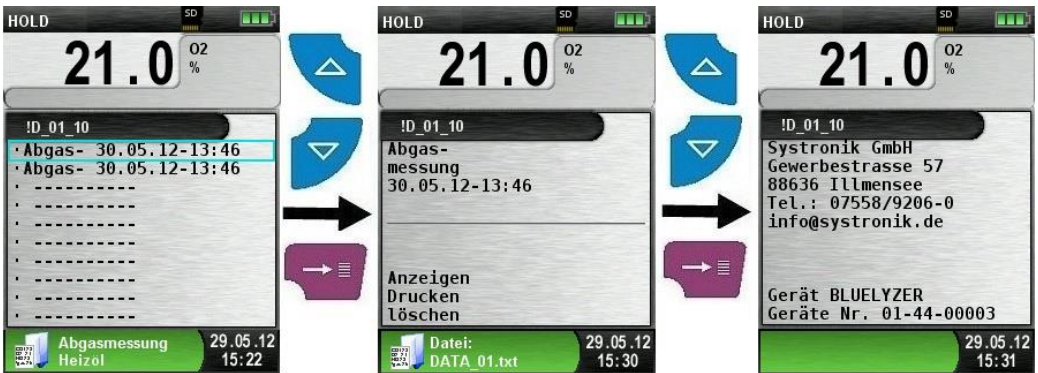 HOLD
SD
21.0
O2
%
!D_01_10
·Abgas- 30.05.12-13:46
·Abgas- 30.05.12-13:46
· -----------
· -----------
· -----------
· -----------
· -----------
· -----------
· -----------
· -----------
Abgasmessung
Heizöl
29.05.12
15:22
HOLD
SD
21.0
O2
%
!D_01_10
Abgas-
messung
30.05.12-13:46
Anzeigen
Drucken
löschen
Datei:
DATA_01.txt
29.05.12
15:30
HOLD
SD
21.0
O2
%
!D_01_10
Systronik GmbH
Gewerbestrasse 57
88636 Illmensee
Tel.: 07558/9206-0
info@systronik.de
Gerät BLUELYZER
Geräte Nr. 01-44-00003
29.05.12
15:31